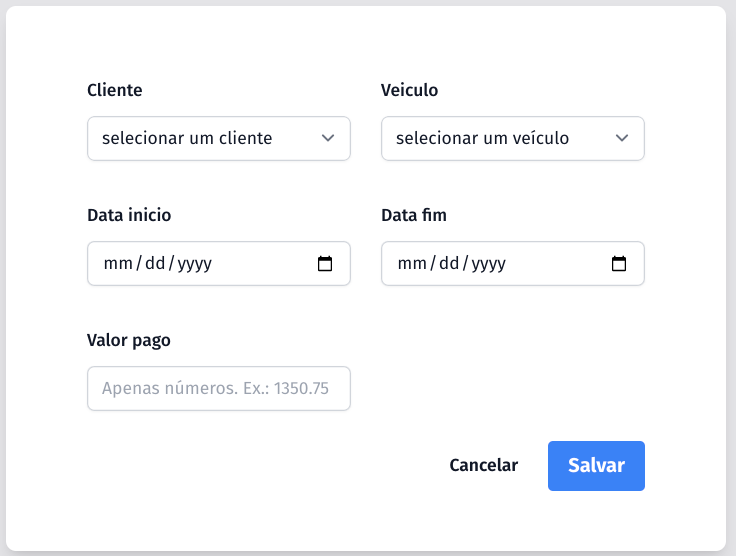 Cliente
Veiculo
selecionar um cliente
selecionar um veículo
Data inicio
Data fim
mm/dd/yyyy
mm/dd/yyyy
Valor pago
Apenas números. Ex.: 1350.75
Cancelar
Salvar